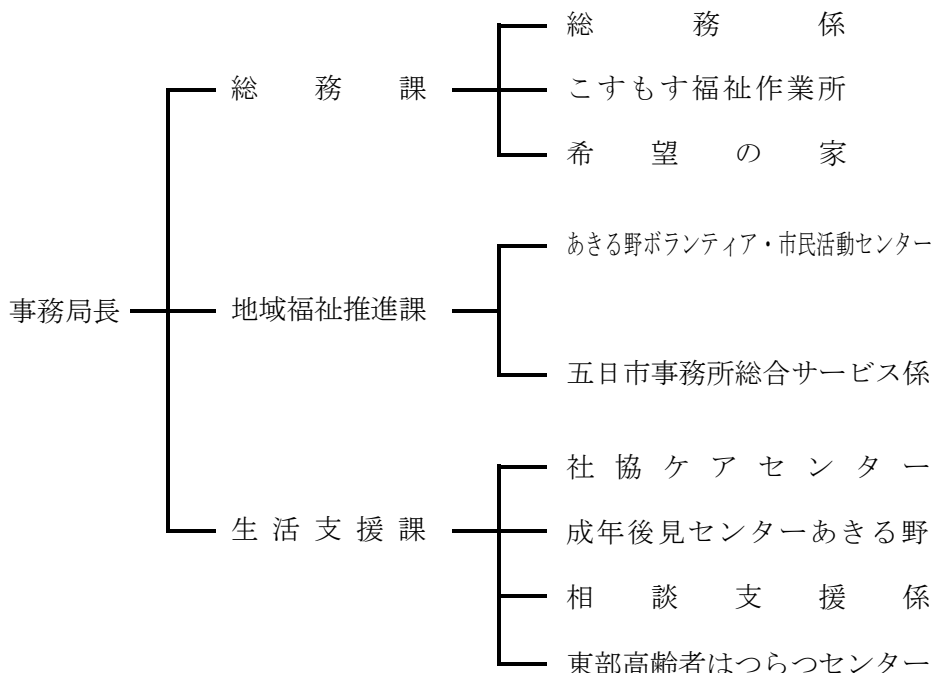 総務係
総務課
こすもす福祉作業所
希望の家
あきる野ボランティア・市民活動センター
事務局長
地域福祉推進課
五日市事務所総合サービス係
社協ケアセンター
生活支援課
成年後見センターあきる野
相談支援係
東部高齢者はつらつセンター